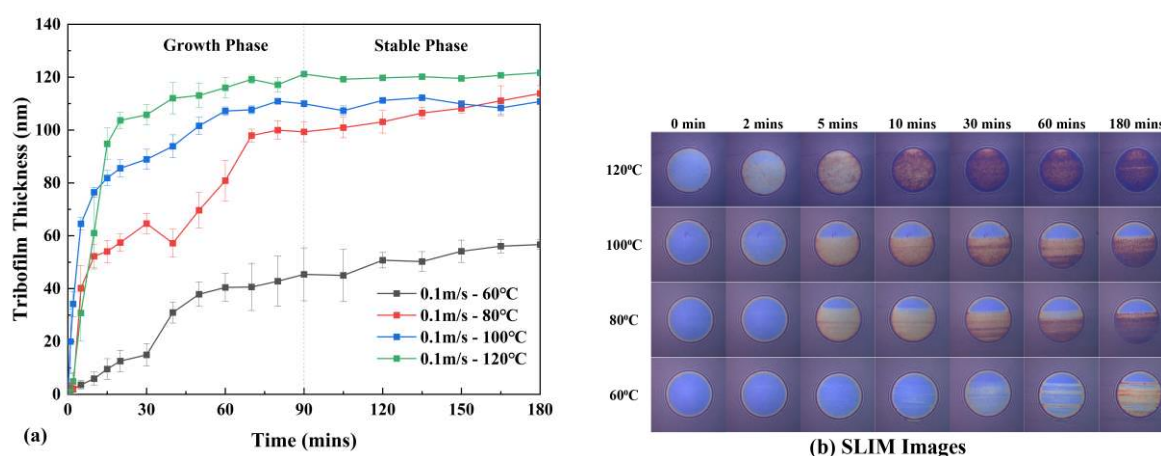 140
120
100
80
60
40
20
0
Tribofilm Thickness (nm)
Growth Phase
Stable Phase
0.1m/s - 60°C
0.1m/s - 80°C
0.1m/s - 100°C
0.1m/s - 120°C
0 30 60 90 120 150 180
Time (mins)
(a)
0 min 2 mins 5 mins 10 mins 30 mins 60 mins 180 mins
120°C
100°C
80°C
60°C
(b) SLIM Images